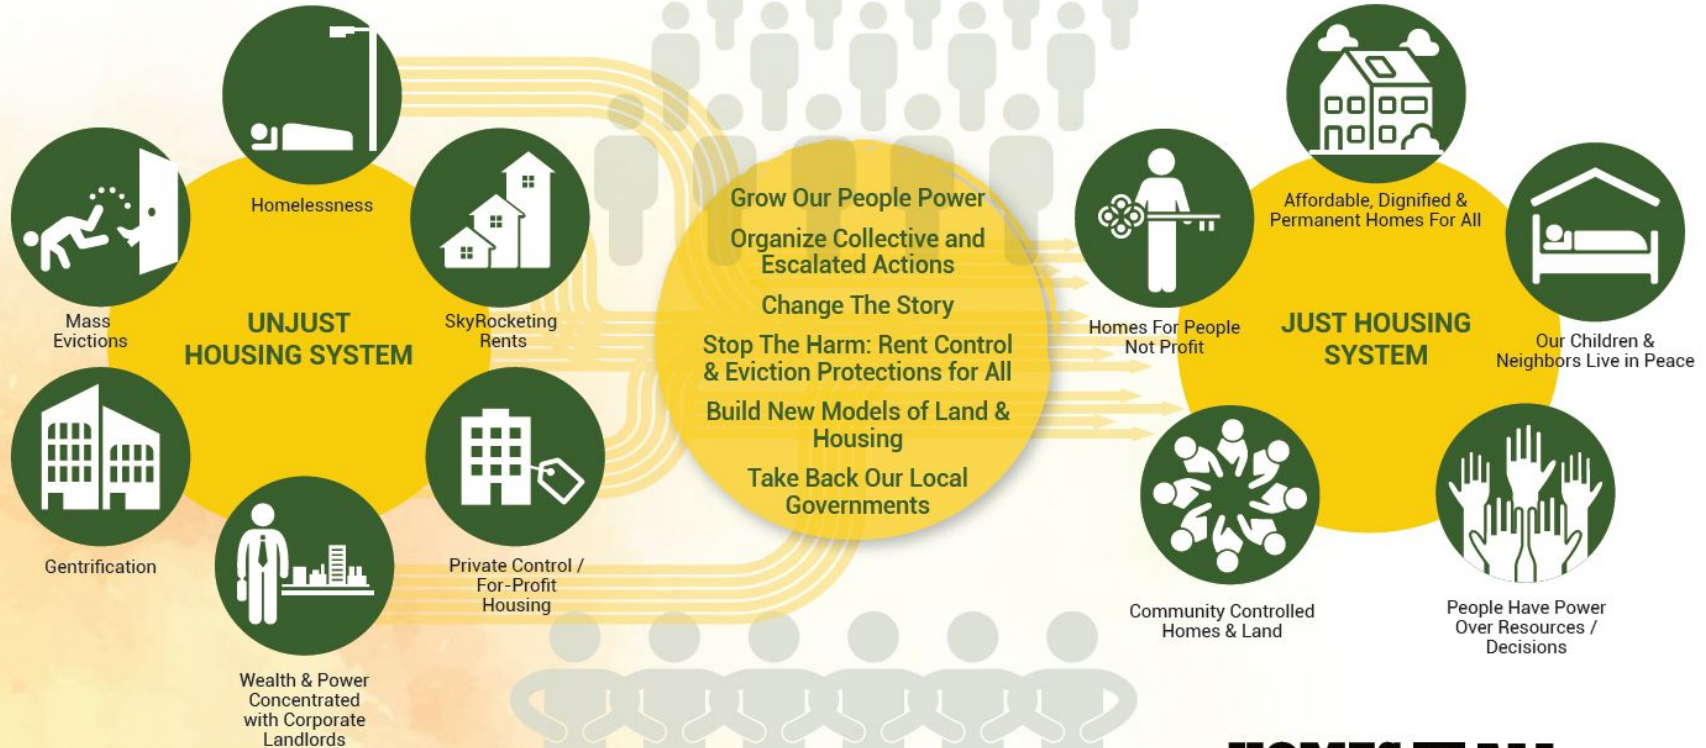 Homelessness
Mass
Evictions
SkyRocketing
Rents
UNJUST
HOUSING SYSTEM
Gentrification
Private Control /
For-Profit
Housing
Wealth & Power
Concentrated
with Corporate
Landlords
Grow Our People Power
Organize Collective and
Escalated Actions
Change The Story
Stop The Harm: Rent Control
& Eviction Protections for All
Build New Models of Land &
Housing
Take Back Our Local
Governments
Affordable, Dignified &
Permanent Homes For All
Homes For People
Not Profit
JUST HOUSING
SYSTEM
Our Children &
Neighbors Live in Peace
Community Controlled
Homes & Land
People Have Power
Over Resources /
Decisions
HOMES